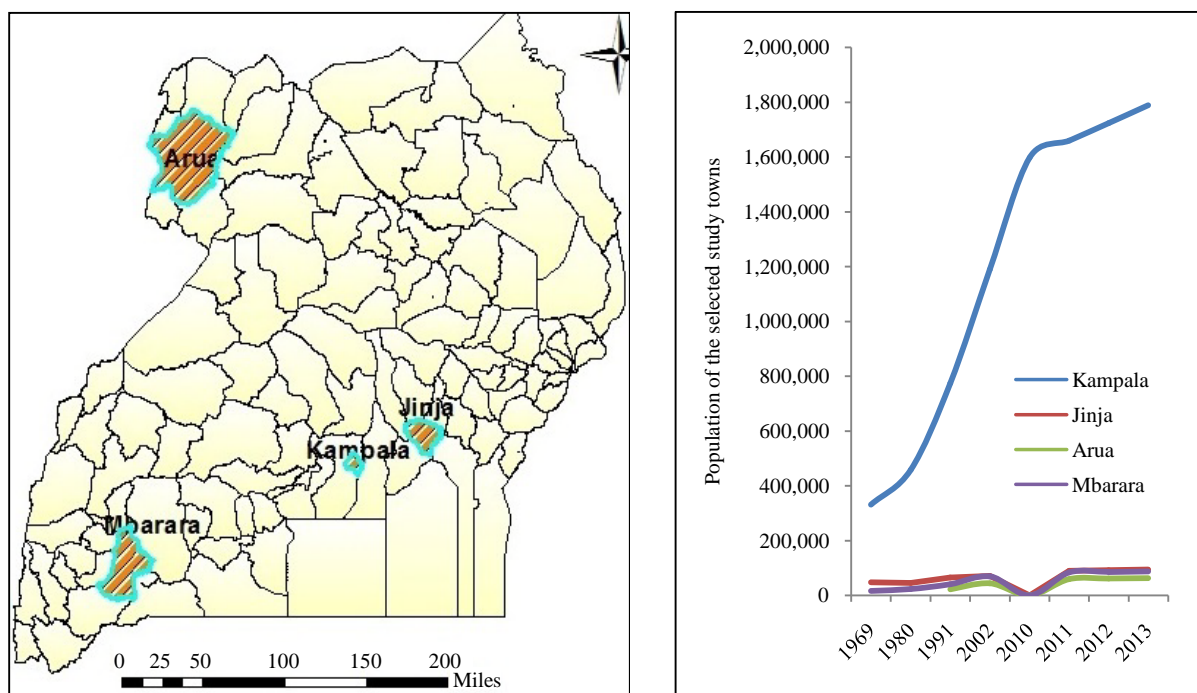 Arua
Jinja
Kampala
Mbarara
0 25 50 100 150 200
Miles
Population of the selected study towns
2,000,000
1,800,000
1,600,000
1,400,000
1,200,000
1,000,000
800,000
600,000
400,000
200,000
0
1969 1980 1991 2002 2010 2011 2012 2013
Kampala
Jinja
Arua
Mbarara